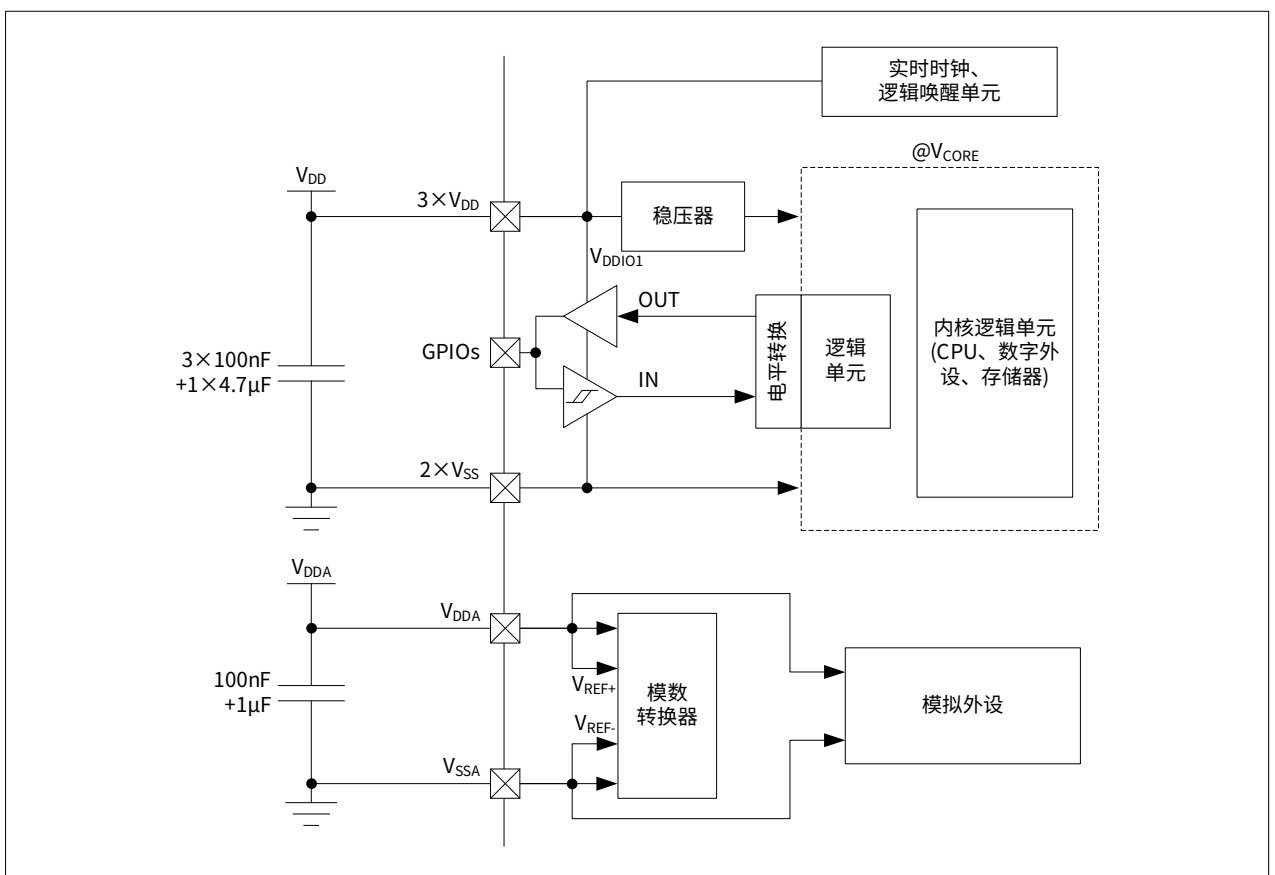 实时时钟、
逻辑唤醒单元
@VCORE
VDD
3×VDD
稳压器
VDDIO1
OUT
GPIOs
3×100nF
+1×4.7μF
IN
电平转换
逻辑
单元
内核逻辑单元
(CPU、数字外
设、存储器)
2×VSS
VDDA
VDDA
100nF
+1μF
VREF+
模数
转换器
VREF-
VSSA
模拟外设